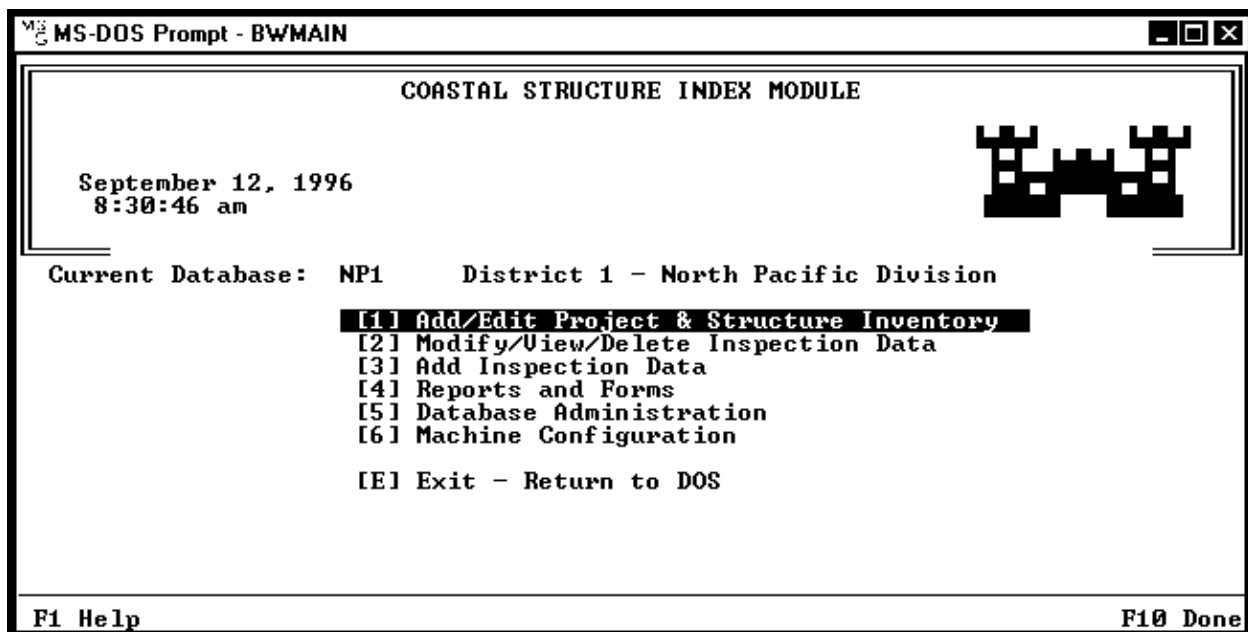 MS-DOS Prompt - BWMAIN
COASTAL STRUCTURE INDEX MODULE
September 12, 1996
8:30:46 am
Current Database: NP1 District 1 - North Pacific Division
[1] Add/Edit Project & Structure Inventory
[2] Modify/View/Delete Inspection Data
[3] Add Inspection Data
[4] Reports and Forms
[5] Database Administration
[6] Machine Configuration
[E] Exit - Return to DOS
F1 Help F10 Done